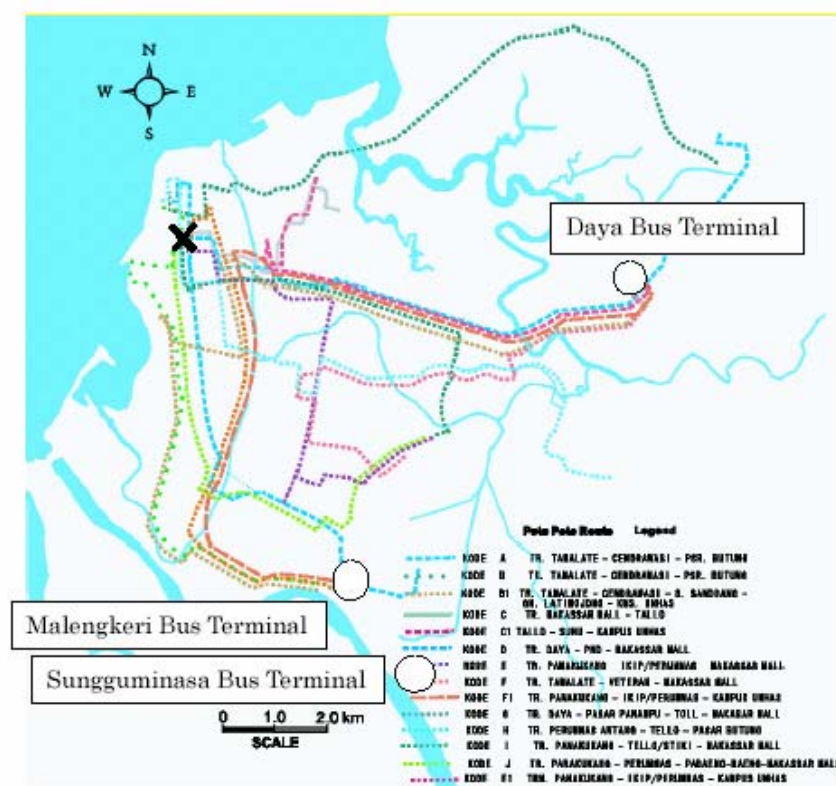 N
W E
S
Daya Bus Terminal
Pete Pete Route Legend
KODE A TR. TAMALATE - CENDRAWASI - PSR. BUTUNG
KODE B TR. TAMALATE - CENDRAWASI - PSR. BUTUNG
KODE B1 TR. TAMALATE - CENDRAWASI - S. SANDDANG -
LATIMOJONG - UNHAS
KODE C TR. MAKASSAR MALL - TALLO
KODE C1 TALLO - SUNU - KAMPUS UNHAS
KODE D TR. DAYA - - MAKASSAR MALL
KODE E TR. PANAKUKANG IKIP/PERUMNAS - MAKASSAR MALL
KODE F TR. TAMALATE - VETERAN - MAKASSAR MALL
KODE F1 TR. PANAKUKANG - IKIP/PERUMNAS - KAMPUS UNHAS
KODE G TR. DAYA - PASAR PANAMPU - TOLL - MAKASAR MALL
KODE H TR. PERUMNAS ANTANG - TELLO - PASAR BUTUNG
KODE I TR. PANAKUKANG - TELLO/STIKI - MAKASSAR MALL
KODE J TR. PANAKUKANG - PERUMNAS - PABAENG-BAENG-MAKASSAR MALL
KODE E1 TRM. PANAKUKANG - IKIP/PERUMNAS - KAMPUS UNHAS
Malengkeri Bus Terminal
Sungguminasa Bus Terminal
0 1 2.0 km
SCALE